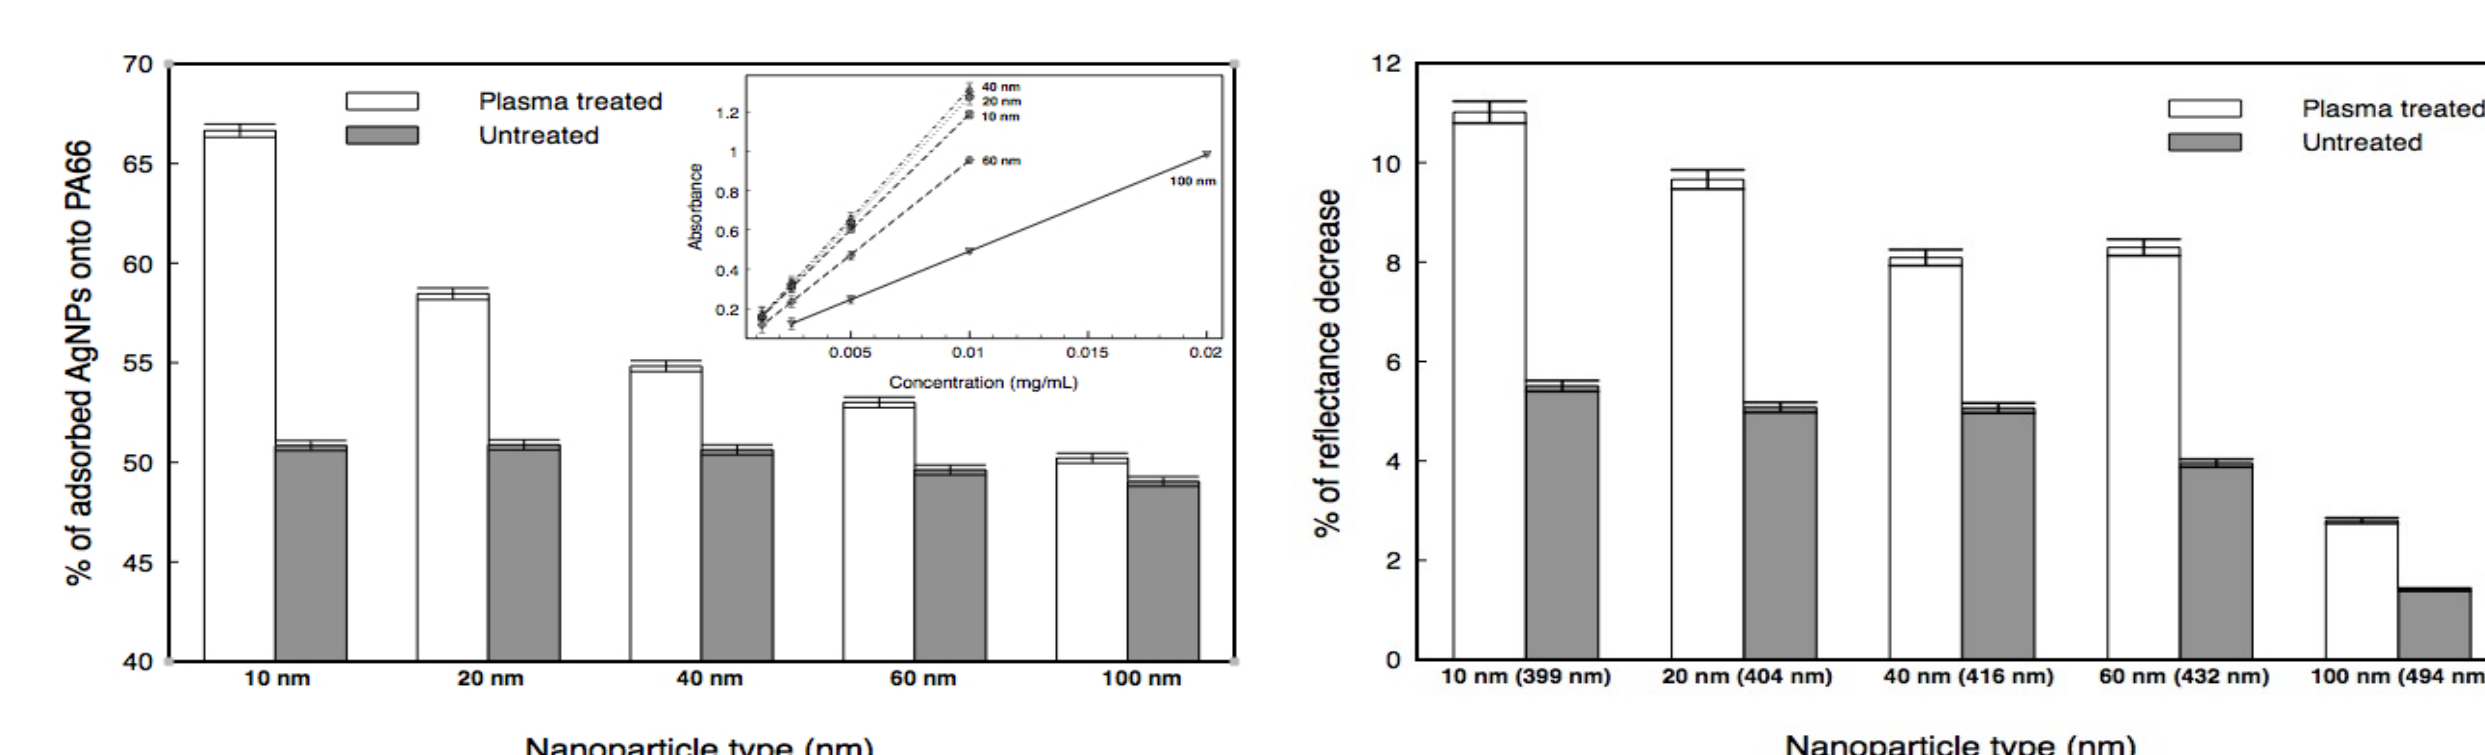 % of adsorbed AgNPs onto PA66
70
65
60
55
50
45
40
Plasma treated
Untreated
Absorbance
1.2
1
0.8
0.6
0.4
0.2
40 nm
20 nm
10 nm
60 nm
100 nm
0.005 0.01 0.015 0.02
Concentration (mg/mL)
10 nm 20 nm 40 nm 60 nm 100 nm
Nanoparticle type (nm)
% of reflectance decrease
12
10
8
6
4
2
0
Plasma treated
Untreated
10 nm (399 nm) 20 nm (404 nm) 40 nm (416 nm) 60 nm (432 nm) 100 nm (494 nm
Nanoparticle type (nm)